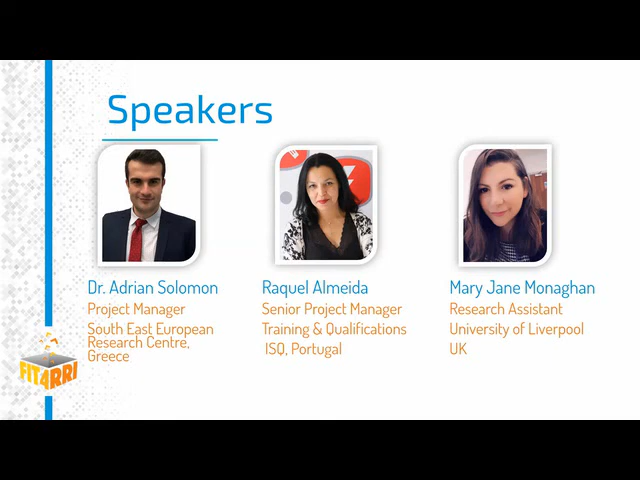 Speakers
Dr. Adrian Solomon
Project Manager
South East European
Research Centre,
Greece
Raquel Almeida
Senior Project Manager
Training & Qualifications
ISQ, Portugal
Mary Jane Monaghan
Research Assistant
University of Liverpool
UK
FIT4RRI